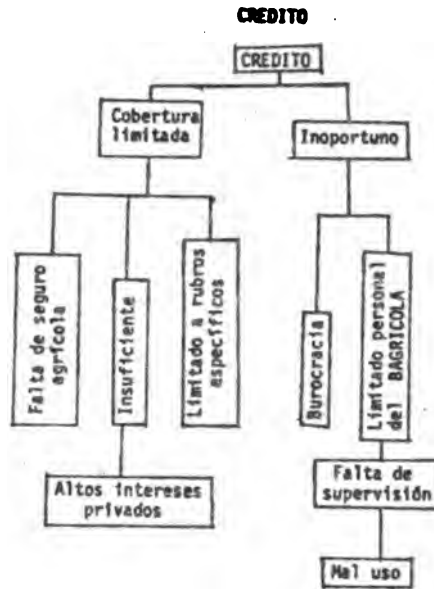 CREDITO
CREDITO
Cobertura
limitada
Inoportuno
Falta de seguro
agrícola
Insuficiente
Limitado a rubros
específicos
Burocracia
Limitado personal
del BAGRICOLA
Altos intereses
privados
Falta de
supervisión
Mal uso